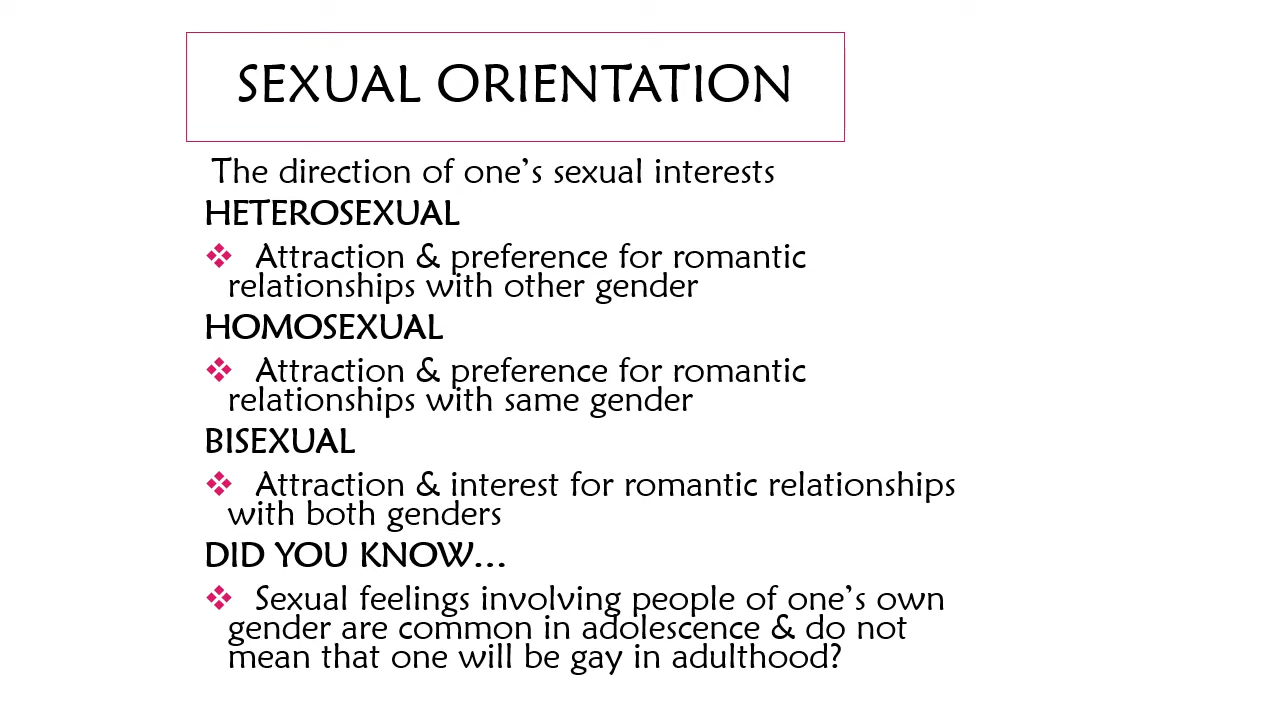 SEXUAL ORIENTATION
The direction of one’s sexual interests
HETEROSEXUAL
❖ Attraction & preference for romantic
relationships with other gender
HOMOSEXUAL
❖ Attraction & preference for romantic
relationships with same gender
BISEXUAL
❖ Attraction & interest for romantic relationships
with both genders
DID YOU KNOW…
❖ Sexual feelings involving people of one’s own
gender are common in adolescence & do not
mean that one will be gay in adulthood?